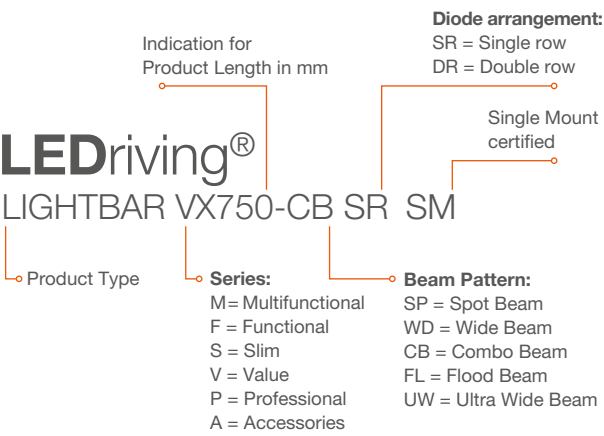 Diode arrangement:
SR = Single row
DR = Double row
Indication for
Product Length in mm
Single Mount
certified
LEDriving®
LIGHTBAR VX750-CB SR SM
Product Type
Series:
M= Multifunctional
F = Functional
S = Slim
V = Value
P = Professional
A = Accessories
Beam Pattern:
SP = Spot Beam
WD = Wide Beam
CB = Combo Beam
FL = Flood Beam
UW = Ultra Wide Beam